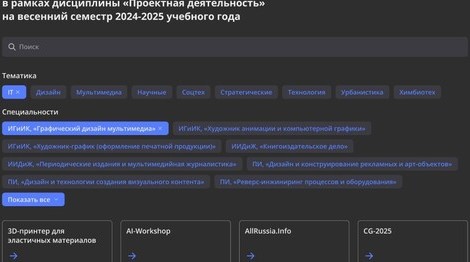 в рамках дисциплины «Проектная деятельность»
на весенний семестр 2024-2025 учебного года
Поиск
Тематика
IT × Дизайн Мультимедиа Научные Соцтех Стратегические Технология Урбанистика Химбиотех
Специальности
ИГиИК, «Графический дизайн мультимедиа» × ИГиИК, «Художник анимации и компьютерной графики»
ИГиИК, «Художник-график (оформление печатной продукции)» ИИДиЖ, «Книгоиздательское дело»
ИИДиЖ, «Периодические издания и мультимедийная журналистика» ПИ, «Дизайн и конструирование рекламных и арт-объектов»
ПИ, «Дизайн и технологии создания визуального контента» ПИ, «Реверс-инжиниринг процессов и оборудования»
Показать все
3D-принтер для эластичных материалов
AI-Workshop
AllRussia.Info
CG-2025